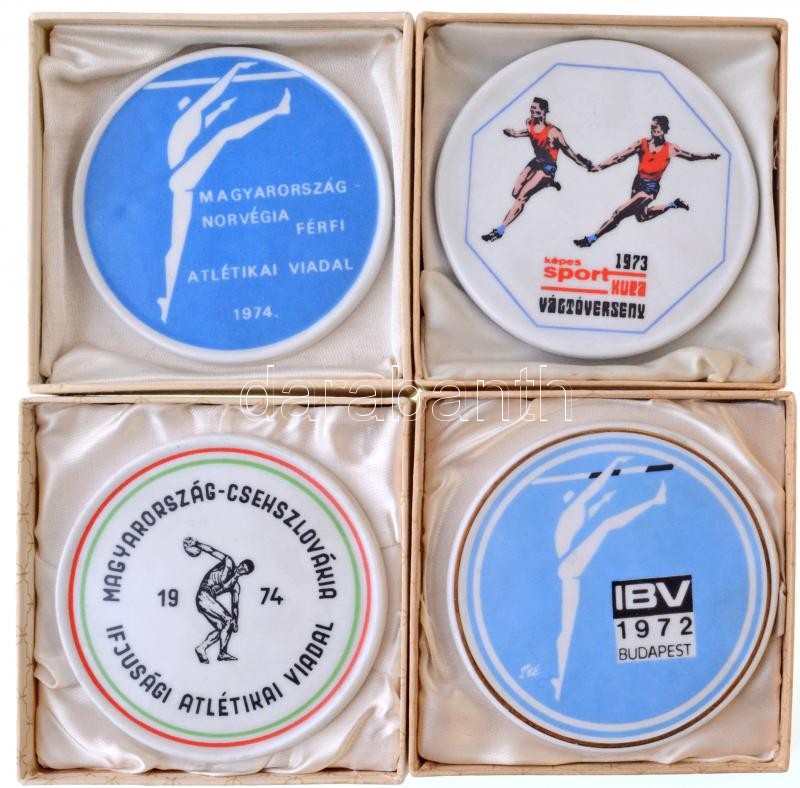 MAGYARORSZÁG -
NORVÉGIA
FÉRFI
ATLÉTIKAI VIADAL
1974.
1973
képes
sport
KUPA
VÁGTÓVERSENY
darabanth
MAGYARORSZÁG-CSEHSZLOVÁKIA
19 74
IFJUSÁGI ATLÉTIKAI VIADAL
IBV
1972
BUDAPEST